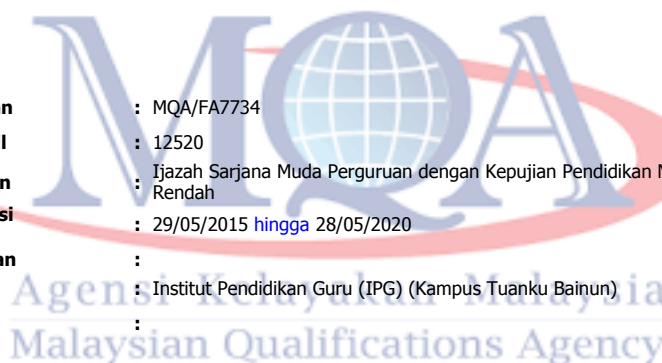 MQA
an : MQA/FA7734
l : 12520
n : Ijazah Sarjana Muda Perguruan dengan Kepujian Pendidikan
Rendah
si : 29/05/2015 hingga 28/05/2020
an :
: Institut Pendidikan Guru (IPG) (Kampus Tuanku Bainun)
:
Agensi Kelayakan Malaysia
Malaysian Qualifications Agency